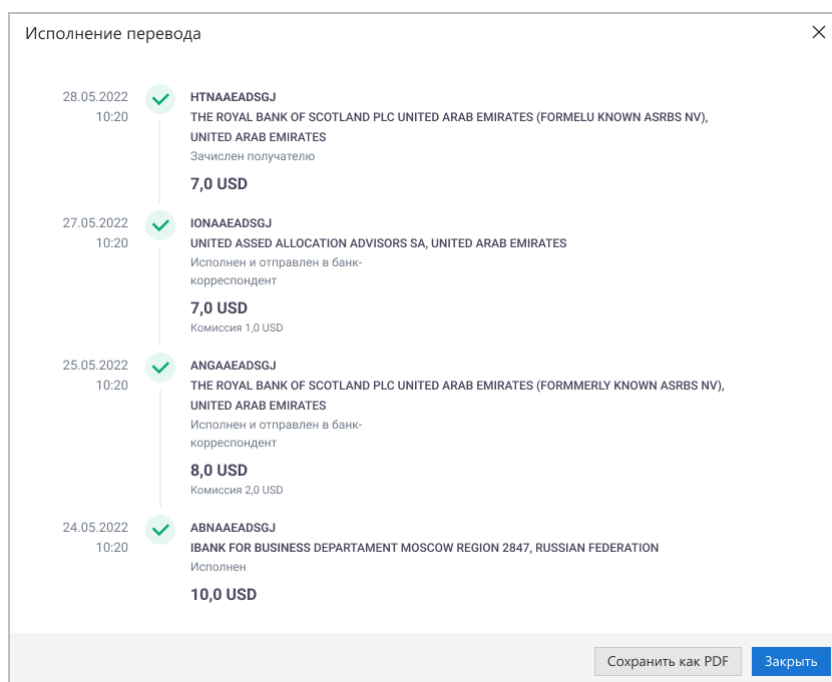 Исполнение перевода
28.05.2022
10:20
HTNAAEADSGJ
THE ROYAL BANK OF SCOTLAND PLC UNITED ARAB EMIRATES (FORMELU KNOWN ASRBS NV),
UNITED ARAB EMIRATES
Зачислен получателю
7,0 USD
27.05.2022
10:20
IONAAEADSGJ
UNITED ASSED ALLOCATION ADVISORS SA, UNITED ARAB EMIRATES
Исполнен и отправлен в банк-
корреспондент
7,0 USD
Комиссия 1,0 USD
25.05.2022
10:20
ANGAAEADSGJ
THE ROYAL BANK OF SCOTLAND PLC UNITED ARAB EMIRATES (FORMMERLY KNOWN ASRBS NV),
UNITED ARAB EMIRATES
Исполнен и отправлен в банк-
корреспондент
8,0 USD
Комиссия 2,0 USD
24.05.2022
10:20
ABNAAEADSGJ
IBANK FOR BUSINESS DEPARTAMENT MOSCOW REGION 2847, RUSSIAN FEDERATION
Исполнен
10,0 USD
Сохранить как PDF
Закрыть